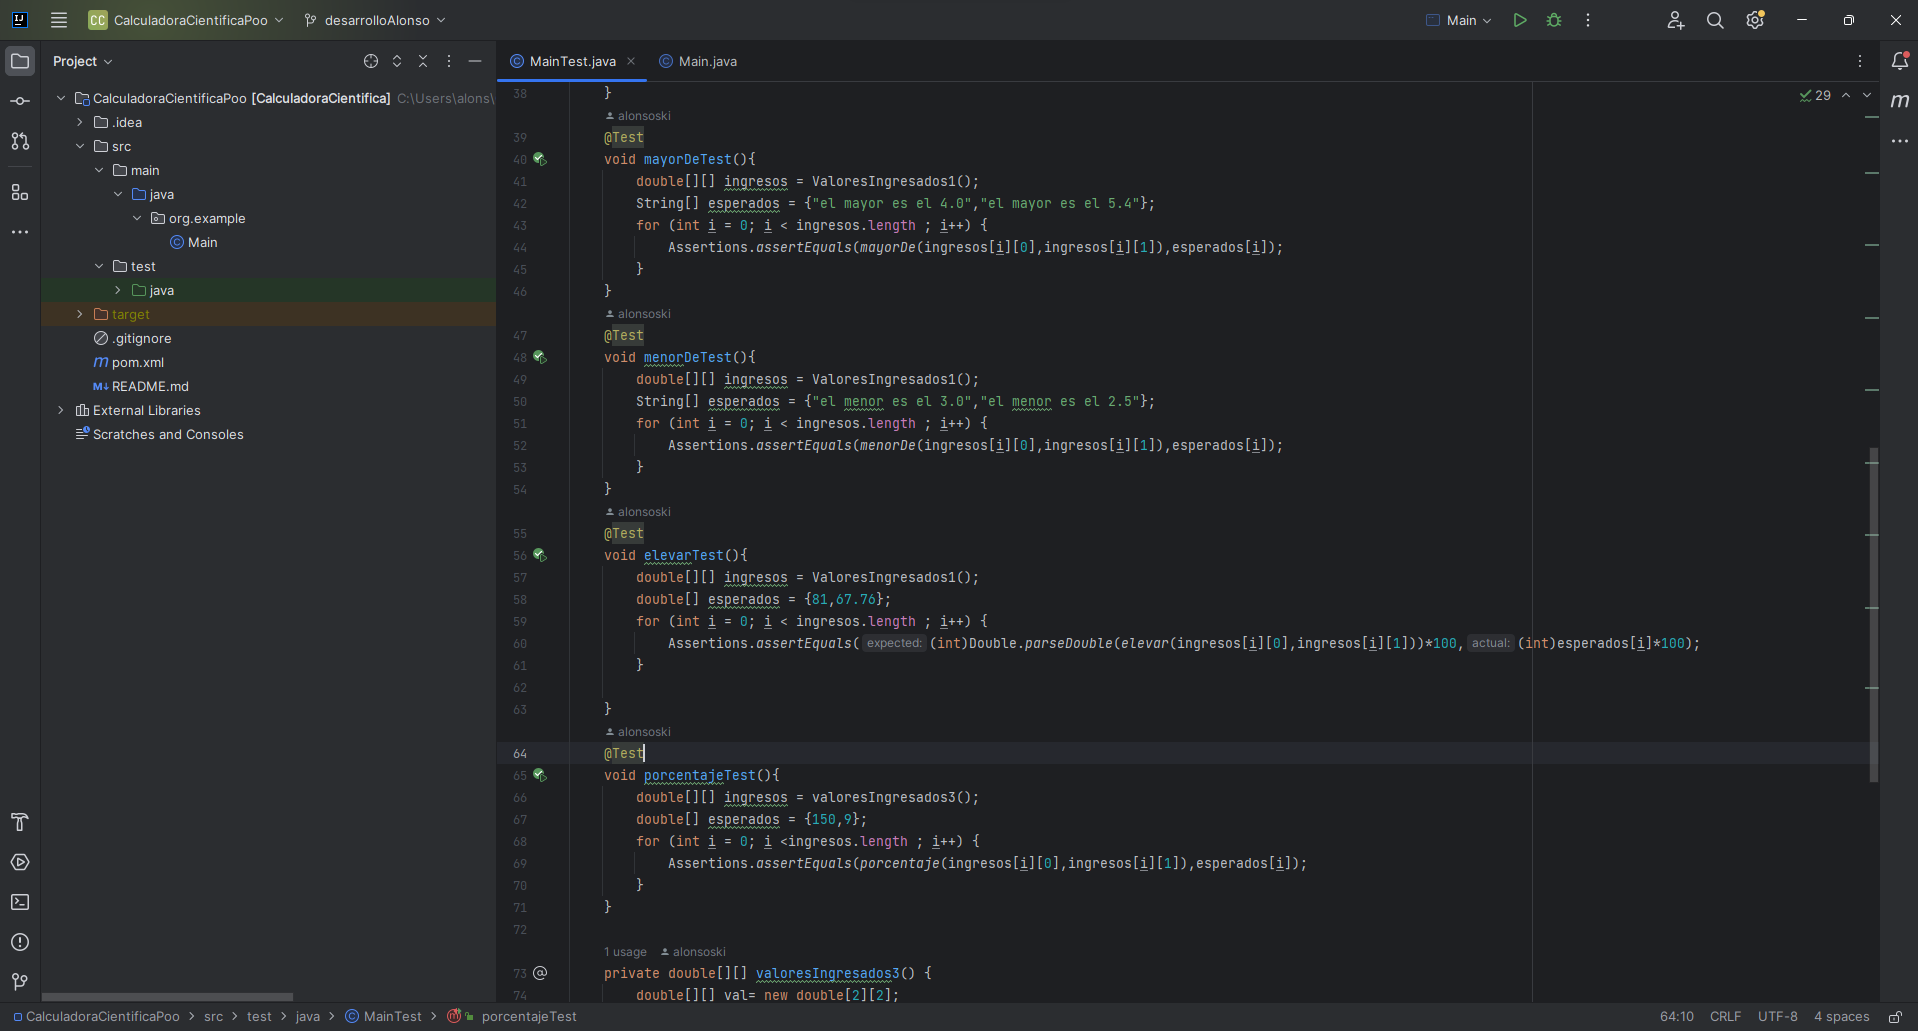 CC CalculadoraCientificaPoo desarrolloAlonso Main
Project MainTest.java Main.java
CalculadoraCientificaPoo [CalculadoraCientifica] C:\Users\alons\
.idea
src
main
java
org.example
Main
test
java
target
.gitignore
pom.xml
README.md
External Libraries
Scratches and Consoles
29
38 }
alonsoski
39 @Test
40 void mayorDeTest(){
41 double[][] ingresos = ValoresIngresados1();
42 String[] esperados = {"el mayor es el 4.0","el mayor es el 5.4"};
43 for (int i = 0; i < ingresos.length ; i++) {
44 Assertions.assertEquals(mayorDe(ingresos[i][0],ingresos[i][1]),esperados[i]);
45 }
46 }
alonsoski
47 @Test
48 void menorDeTest(){
49 double[][] ingresos = ValoresIngresados1();
50 String[] esperados = {"el menor es el 3.0","el menor es el 2.5"};
51 for (int i = 0; i < ingresos.length ; i++) {
52 Assertions.assertEquals(menorDe(ingresos[i][0],ingresos[i][1]),esperados[i]);
53 }
54 }
alonsoski
55 @Test
56 void elevarTest(){
57 double[][] ingresos = ValoresIngresados1();
58 double[] esperados = {81,67.76};
59 for (int i = 0; i < ingresos.length ; i++) {
60 Assertions.assertEquals( expected: (int)Double.parseDouble(elevar(ingresos[i][0],ingresos[i][1]))*100, actual: (int)esperados[i]*100);
61 }
62
63 }
alonsoski
64 @Test
65 void porcentajeTest(){
66 double[][] ingresos = valoresIngresados3();
67 double[] esperados = {150,9};
68 for (int i = 0; i <ingresos.length ; i++) {
69 Assertions.assertEquals(porcentaje(ingresos[i][0],ingresos[i][1]),esperados[i]);
70 }
71 }
72
1 usage alonsoski
73 private double[][] valoresIngresados3() {
74 double[][] val= new double[2][2];
CalculadoraCientificaPoo > src > test > java > MainTest > porcentajeTest 64:10 CRLF UTF-8 4 spaces